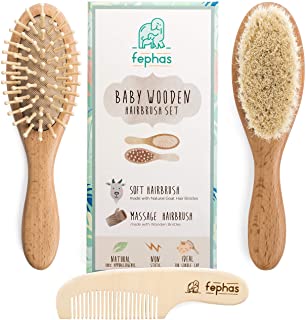 fephas
BABY WOODEN
HAIRBRUSH SET
SOFT HAIRBRUSH
made with Natural Goat Hair Bristles
MASSAGE HAIRBRUSH
made with Wooden Bristles
NATURAL
NON
IDEAL
fephas